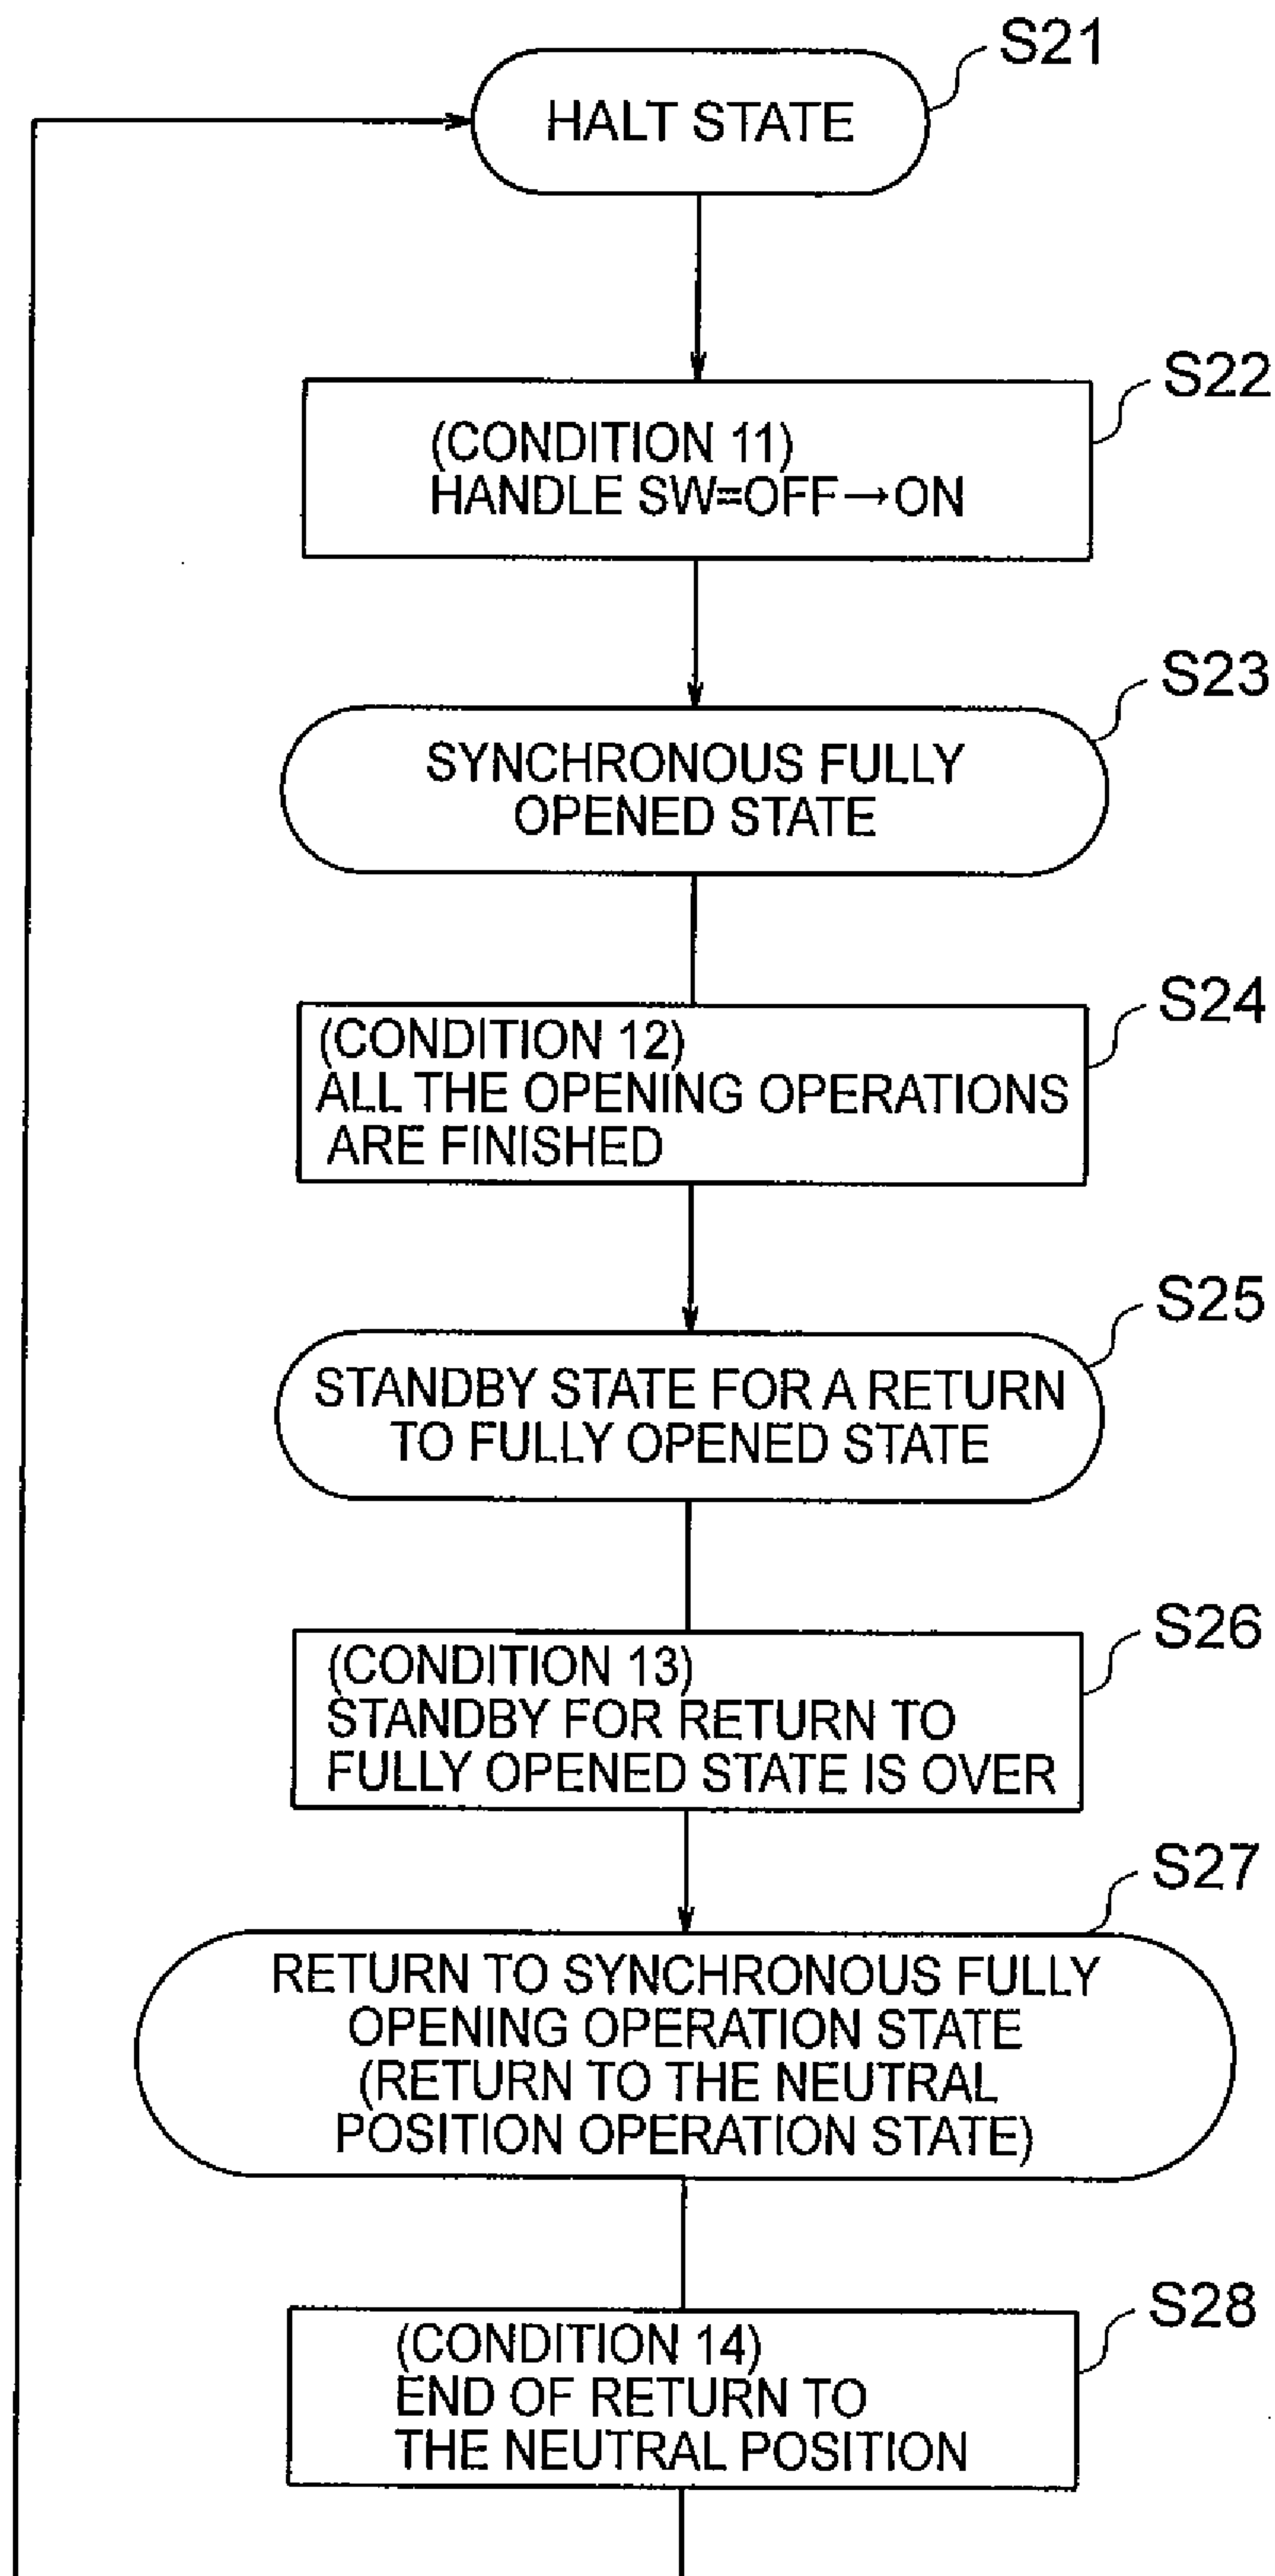 S21
HALT STATE
S22
(CONDITION 11)
HANDLE SW=OFF→ON
S23
SYNCHRONOUS FULLY
OPENED STATE
S24
(CONDITION 12)
ALL THE OPENING OPERATIONS
ARE FINISHED
S25
STANDBY STATE FOR A RETURN
TO FULLY OPENED STATE
S26
(CONDITION 13)
STANDBY FOR RETURN TO
FULLY OPENED STATE IS OVER
S27
RETURN TO SYNCHRONOUS FULLY
OPENING OPERATION STATE
(RETURN TO THE NEUTRAL
POSITION OPERATION STATE)
S28
(CONDITION 14)
END OF RETURN TO
THE NEUTRAL POSITION